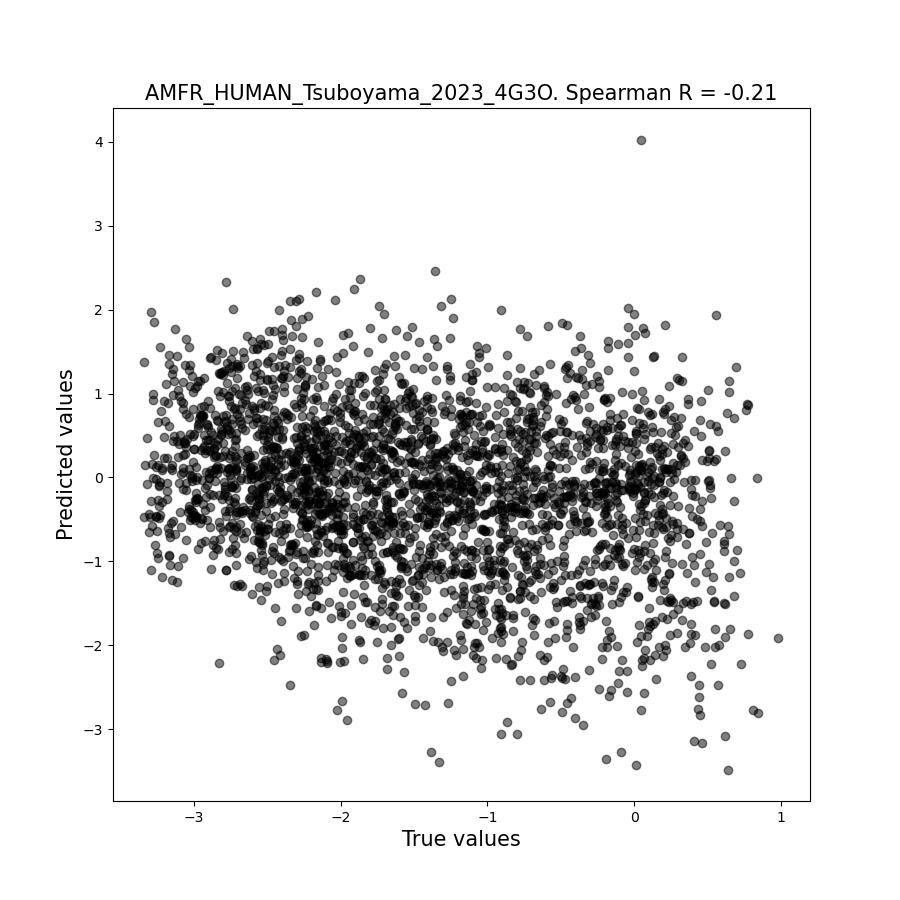 AMFR_HUMAN_Tsuboyama_2023_4G3O. Spearman R = -0.21
4
3
2
1
0
−1
−2
−3
Predicted values
−3 −2 −1 0 1
True values